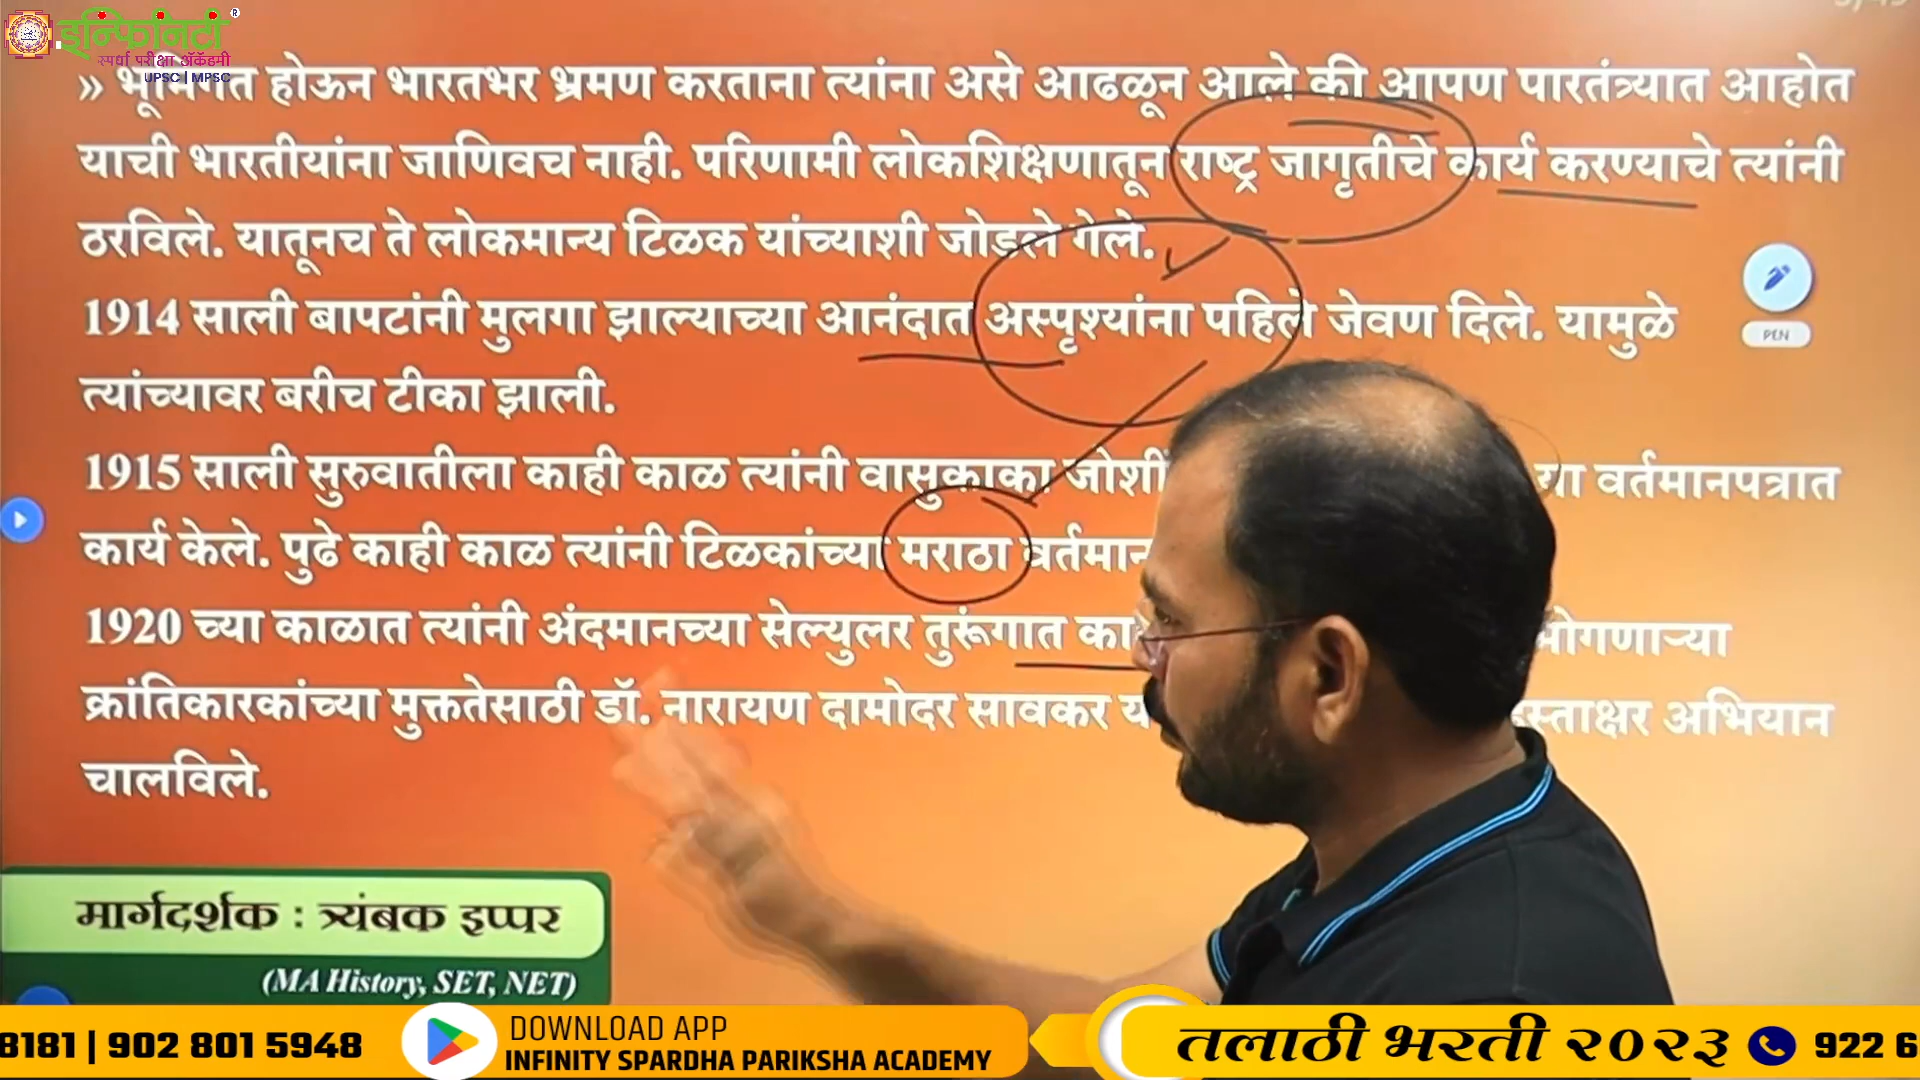 इन्फिनिटी
स्पर्धा परीक्षा अ‍ॅकॅडमी
UPSC | MPSC
» भूमिगत होऊन भारतभर भ्रमण करताना त्यांना असे आढळून आले की आपण पारतंत्र्यात आहोत
याची भारतीयांना जाणिवच नाही. परिणामी लोकशिक्षणातून राष्ट्र जागृतीचे कार्य करण्याचे त्यांनी
ठरविले. यातूनच ते लोकमान्य टिळक यांच्याशी जोडले गेले.
1914 साली बापटांनी मुलगा झाल्याच्या आनंदात अस्पृश्यांना पहिले जेवण दिले. यामुळे
त्यांच्यावर बरीच टीका झाली.
PEN
1915 साली सुरुवातीला काही काळ त्यांनी वासुकाका जोशी वर्तमानपत्रात
कार्य केले. पुढे काही काळ त्यांनी टिळकांच्या मराठा
1920 च्या काळात त्यांनी अंदमानच्या सेल्युलर तुरूंगात भोगणाऱ्या
क्रांतिकारकांच्या मुक्ततेसाठी डॉ. नारायण दामोदर सावकर हस्ताक्षर अभियान
चालविले.
मार्गदर्शक : त्र्यंबक इप्पर
(MA History, SET, NET)
8181 | 902 801 5948
DOWNLOAD APP
INFINITY SPARDHA PARIKSHA ACADEMY
तलाठी भरती २०२३
922 6